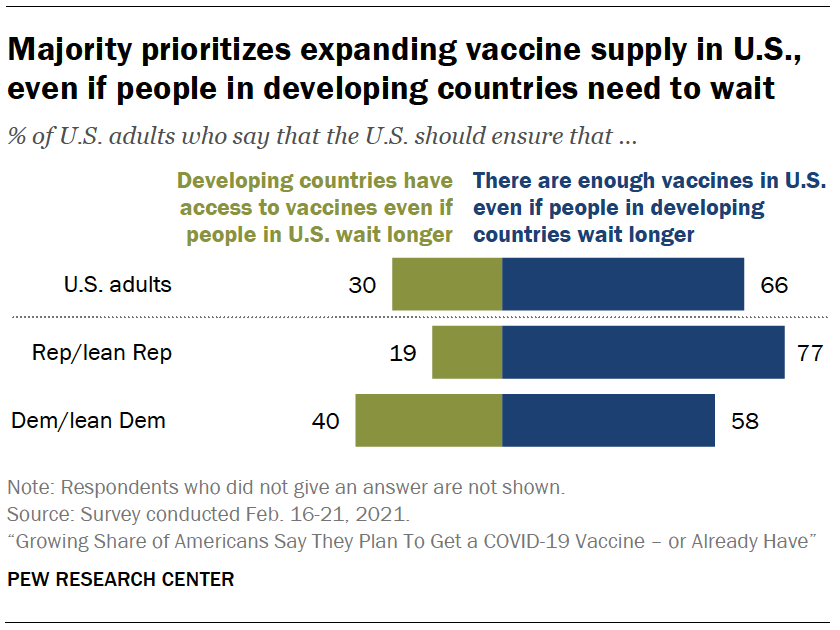 Majority prioritizes expanding vaccine supply in U.S.,
even if people in developing countries need to wait
% of U.S. adults who say that the U.S. should ensure that ...
Developing countries have
access to vaccines even if
people in U.S. wait longer
There are enough vaccines in U.S.
even if people in developing
countries wait longer
U.S. adults 30 66
Rep/lean Rep 19 77
Dem/lean Dem 40 58
Note: Respondents who did not give an answer are not shown.
Source: Survey conducted Feb. 16-21, 2021.
“Growing Share of Americans Say They Plan To Get a COVID-19 Vaccine – or Already Have”
PEW RESEARCH CENTER